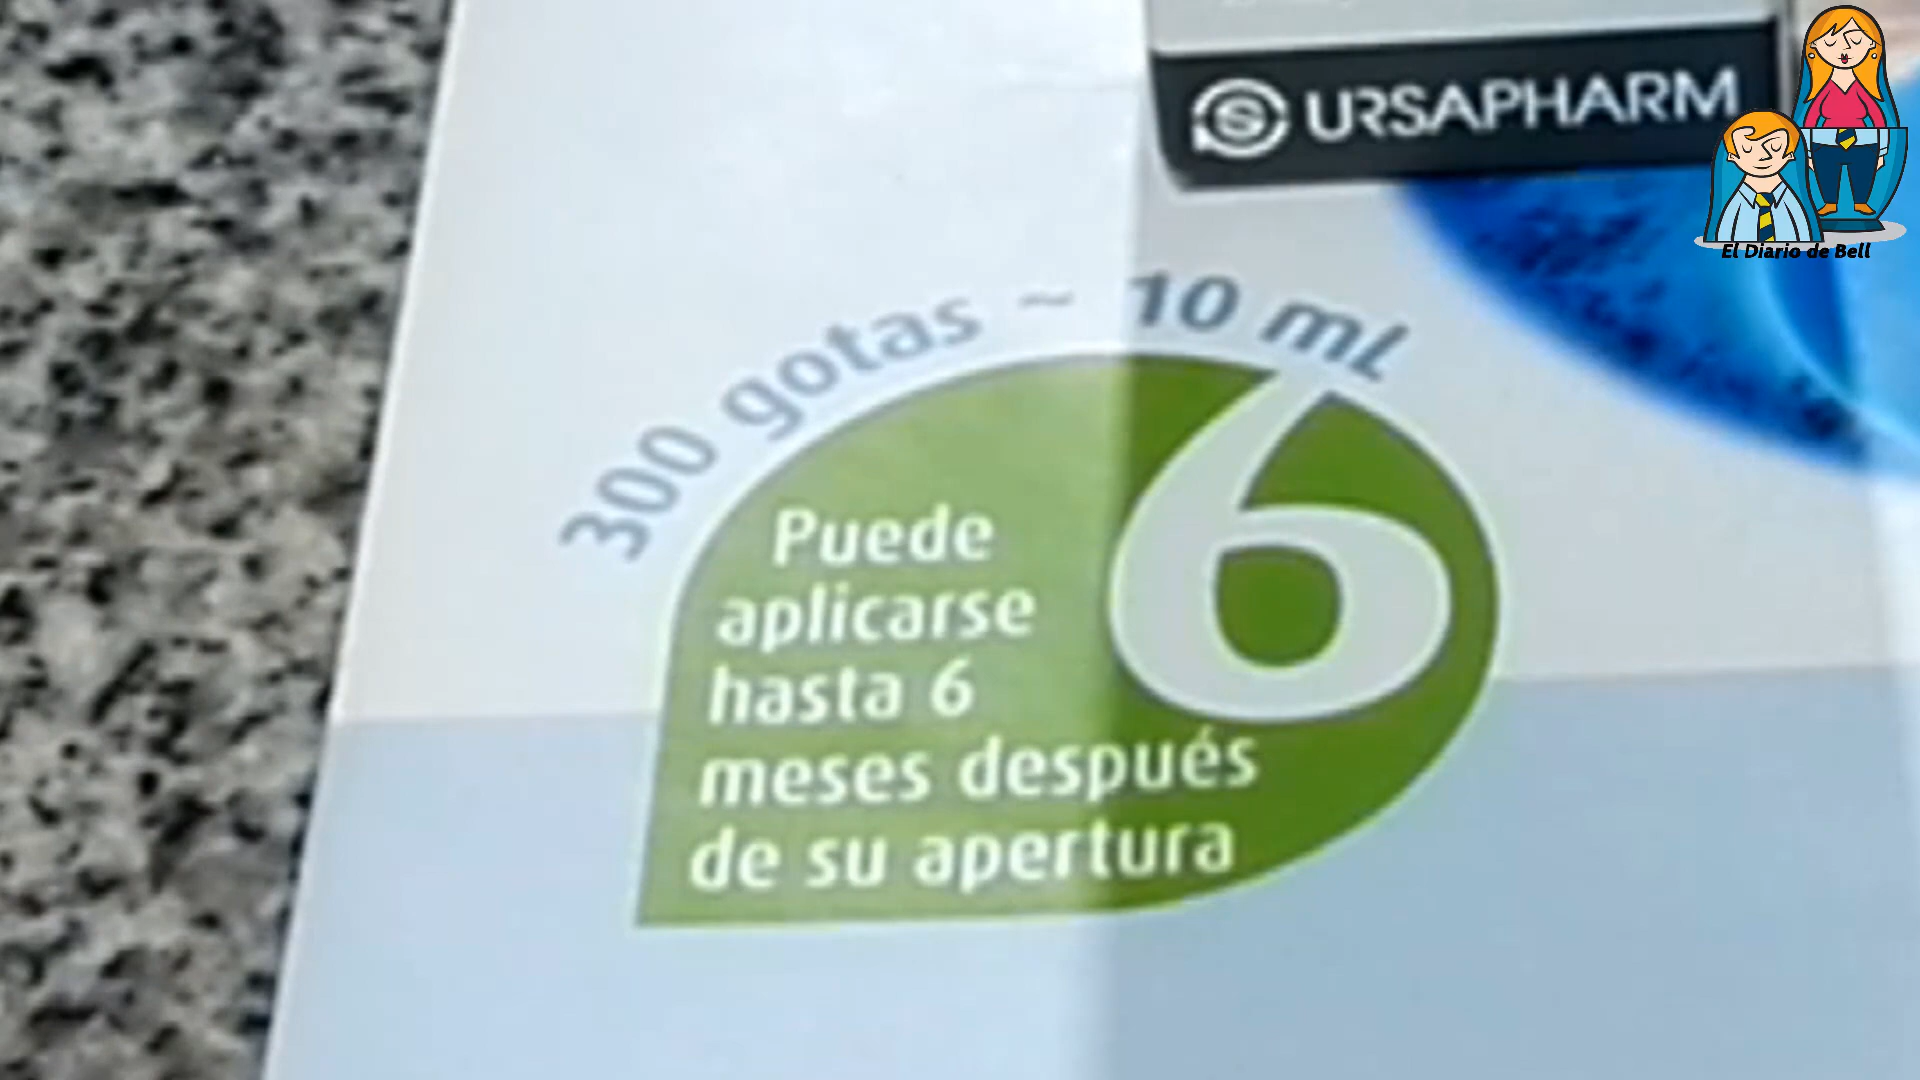 URSAPHARM
El Diario de Bell
300 gotas ~ 10 mL
6
Puede
aplicarse
hasta 6
meses después
de su apertura